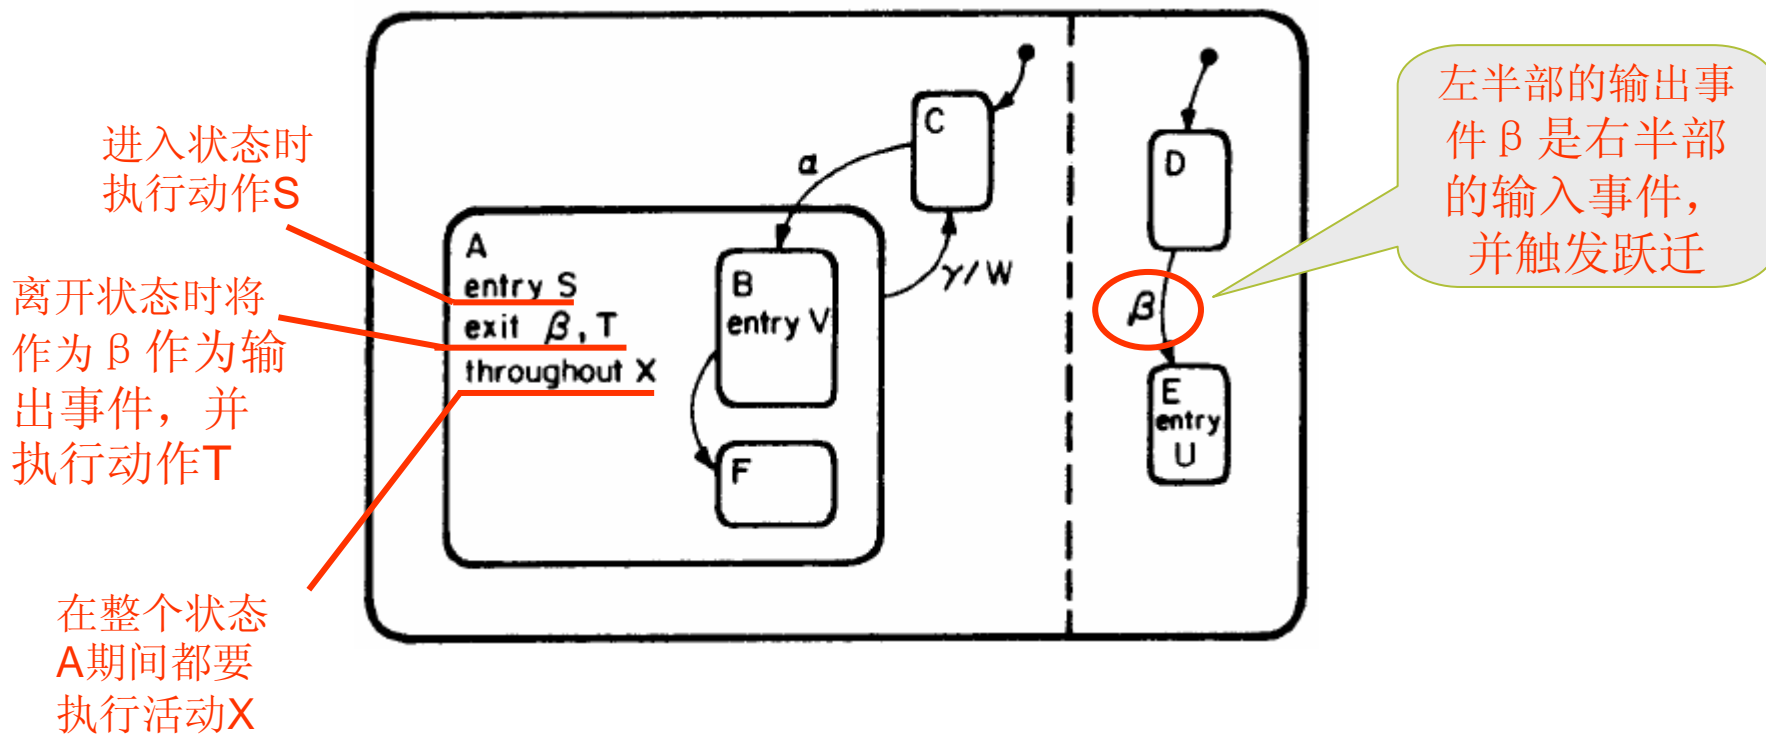 进入状态时
执行动作S
离开状态时将
作为β作为输
出事件，并
执行动作T
在整个状态
A期间都要
执行活动X
A
entry S
exit β, T
throughout X
B
entry V
F
C
α
γ/W
D
β
E
entry
U
左半部的输出事
件β是右半部
的输入事件，
并触发跃迁